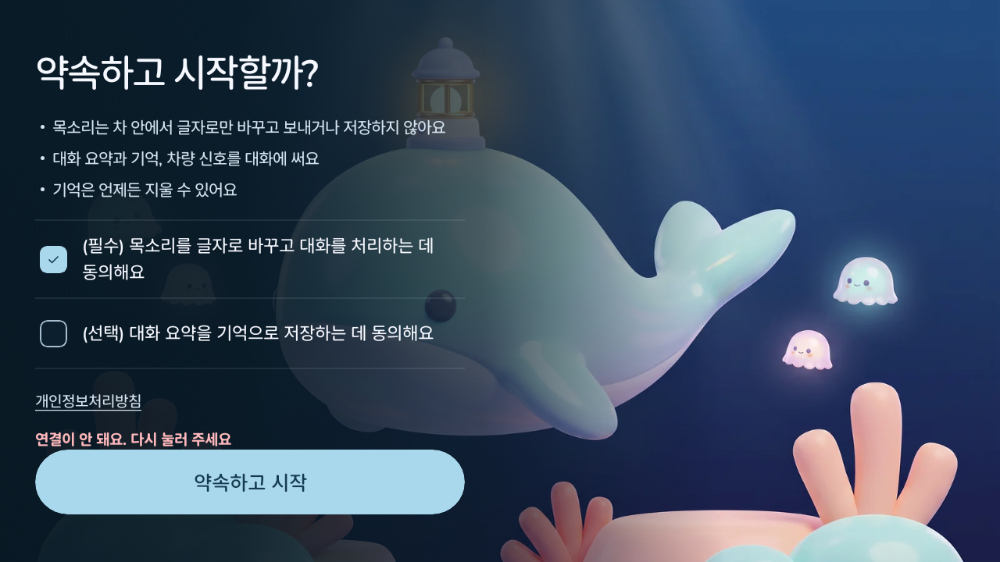 약속하고 시작할까?
• 목소리는 차 안에서 글자로만 바꾸고 보내거나 저장하지 않아요
• 대화 요약과 기억, 차량 신호를 대화에 써요
• 기억은 언제든 지울 수 있어요
(필수) 목소리를 글자로 바꾸고 대화를 처리하는 데
동의해요
(선택) 대화 요약을 기억으로 저장하는 데 동의해요
개인정보처리방침
연결이 안 돼요. 다시 눌러 주세요
약속하고 시작